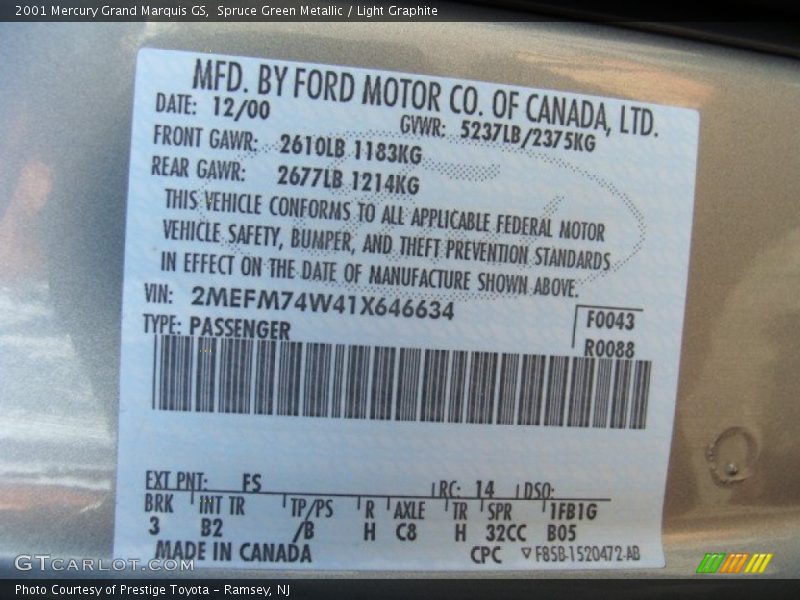 2001 Mercury Grand Marquis GS, Spruce Green Metallic / Light Graphite
MFD. BY FORD MOTOR CO. OF CANADA, LTD.
DATE: 12/00 GVWR: 5237LB/2375KG
FRONT GAWR: 2610LB 1183KG
REAR GAWR: 2677LB 1214KG
THIS VEHICLE CONFORMS TO ALL APPLICABLE FEDERAL MOTOR
VEHICLE SAFETY, BUMPER, AND THEFT PREVENTION STANDARDS
IN EFFECT ON THE DATE OF MANUFACTURE SHOWN ABOVE.
VIN: 2MEFM74W41X646634
F0043
TYPE: PASSENGER
R0088
EXT PNT: FS RC: 14 DSO:
BRK INT TR TP/PS R AXLE TR SPR 1FB1G
3 B2 /B H C8 H 32CC B05
MADE IN CANADA CPC ▽F85B-1520472-AB
GTCarLot.com
Photo Courtesy of Prestige Toyota - Ramsey, NJ